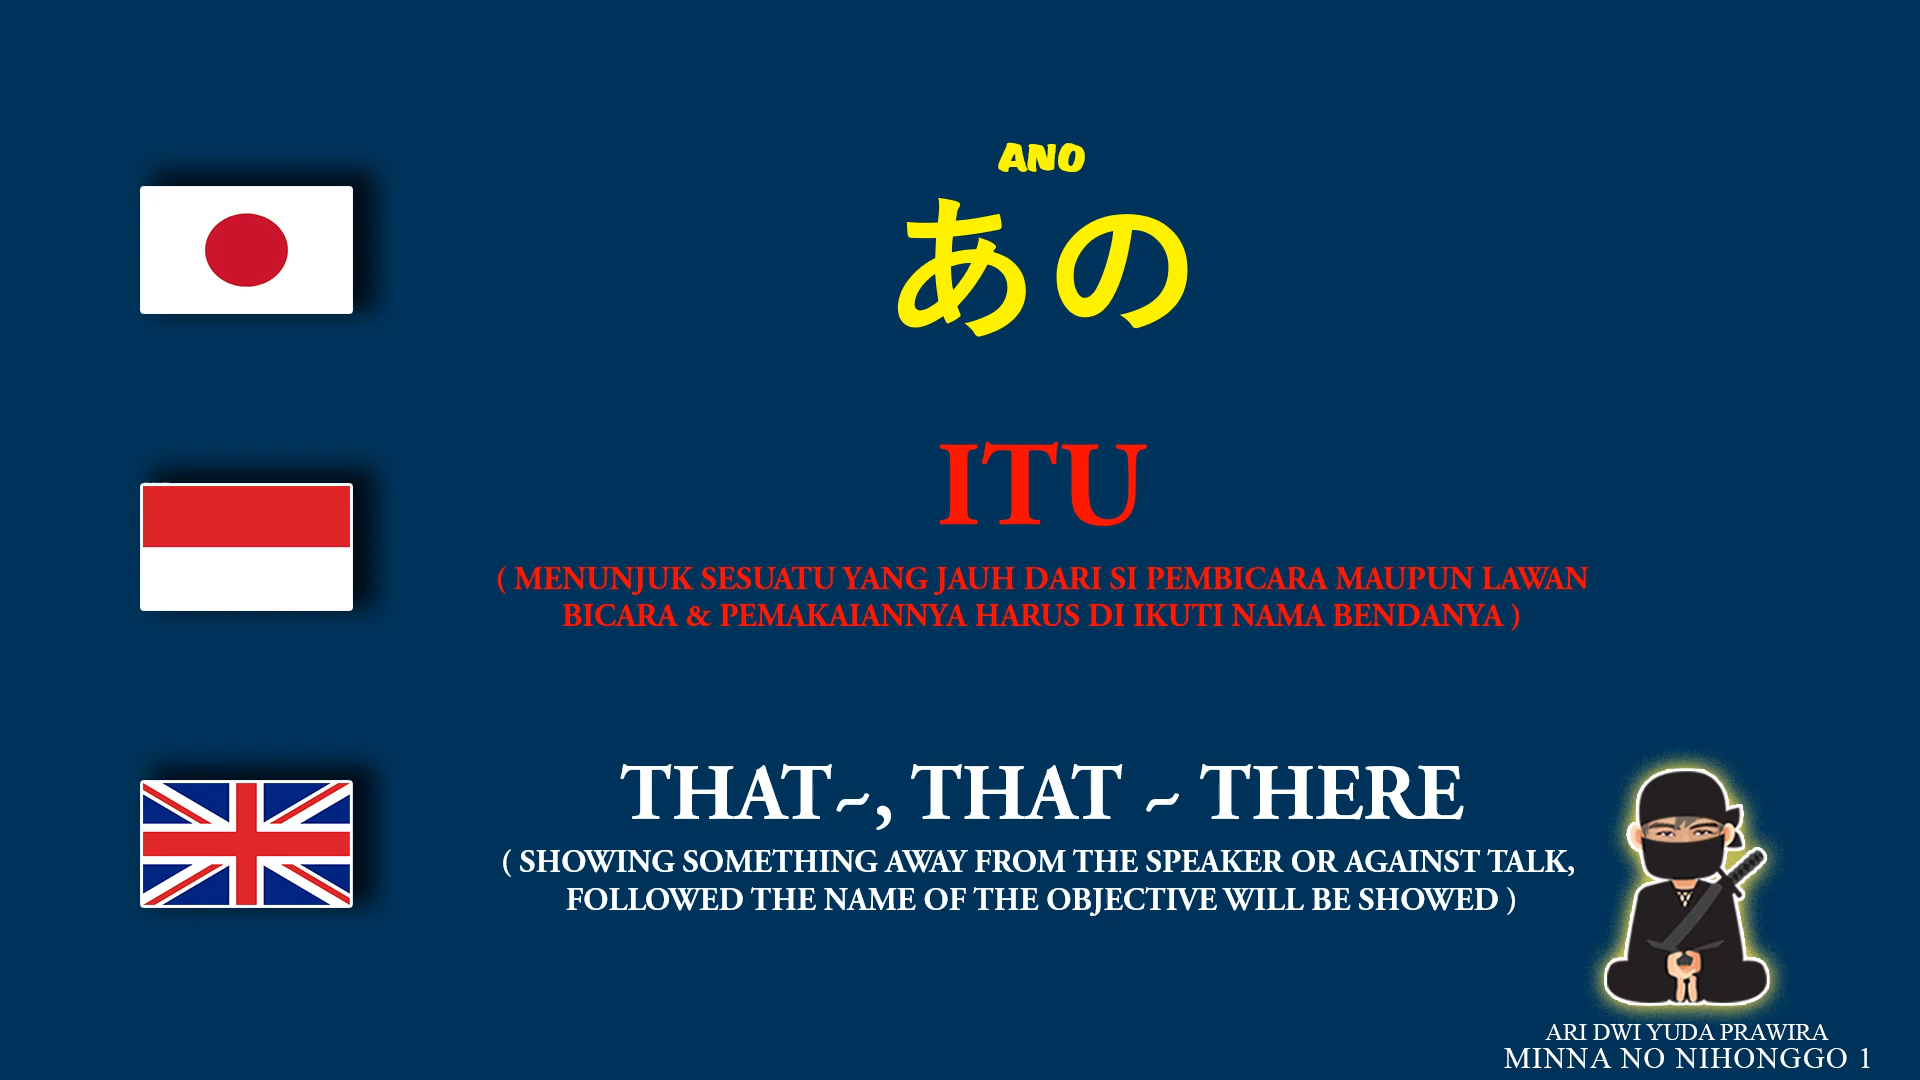 ANO
あの
ITU
( MENUNJUK SESUATU YANG JAUH DARI SI PEMBICARA MAUPUN LAWAN
BICARA & PEMAKAIANNYA HARUS DI IKUTI NAMA BENDANYA )
THAT~, THAT ~ THERE
( SHOWING SOMETHING AWAY FROM THE SPEAKER OR AGAINST TALK,
FOLLOWED THE NAME OF THE OBJECTIVE WILL BE SHOWED )
ARI DWI YUDA PRAWIRA
MINNA NO NIHONGGO 1